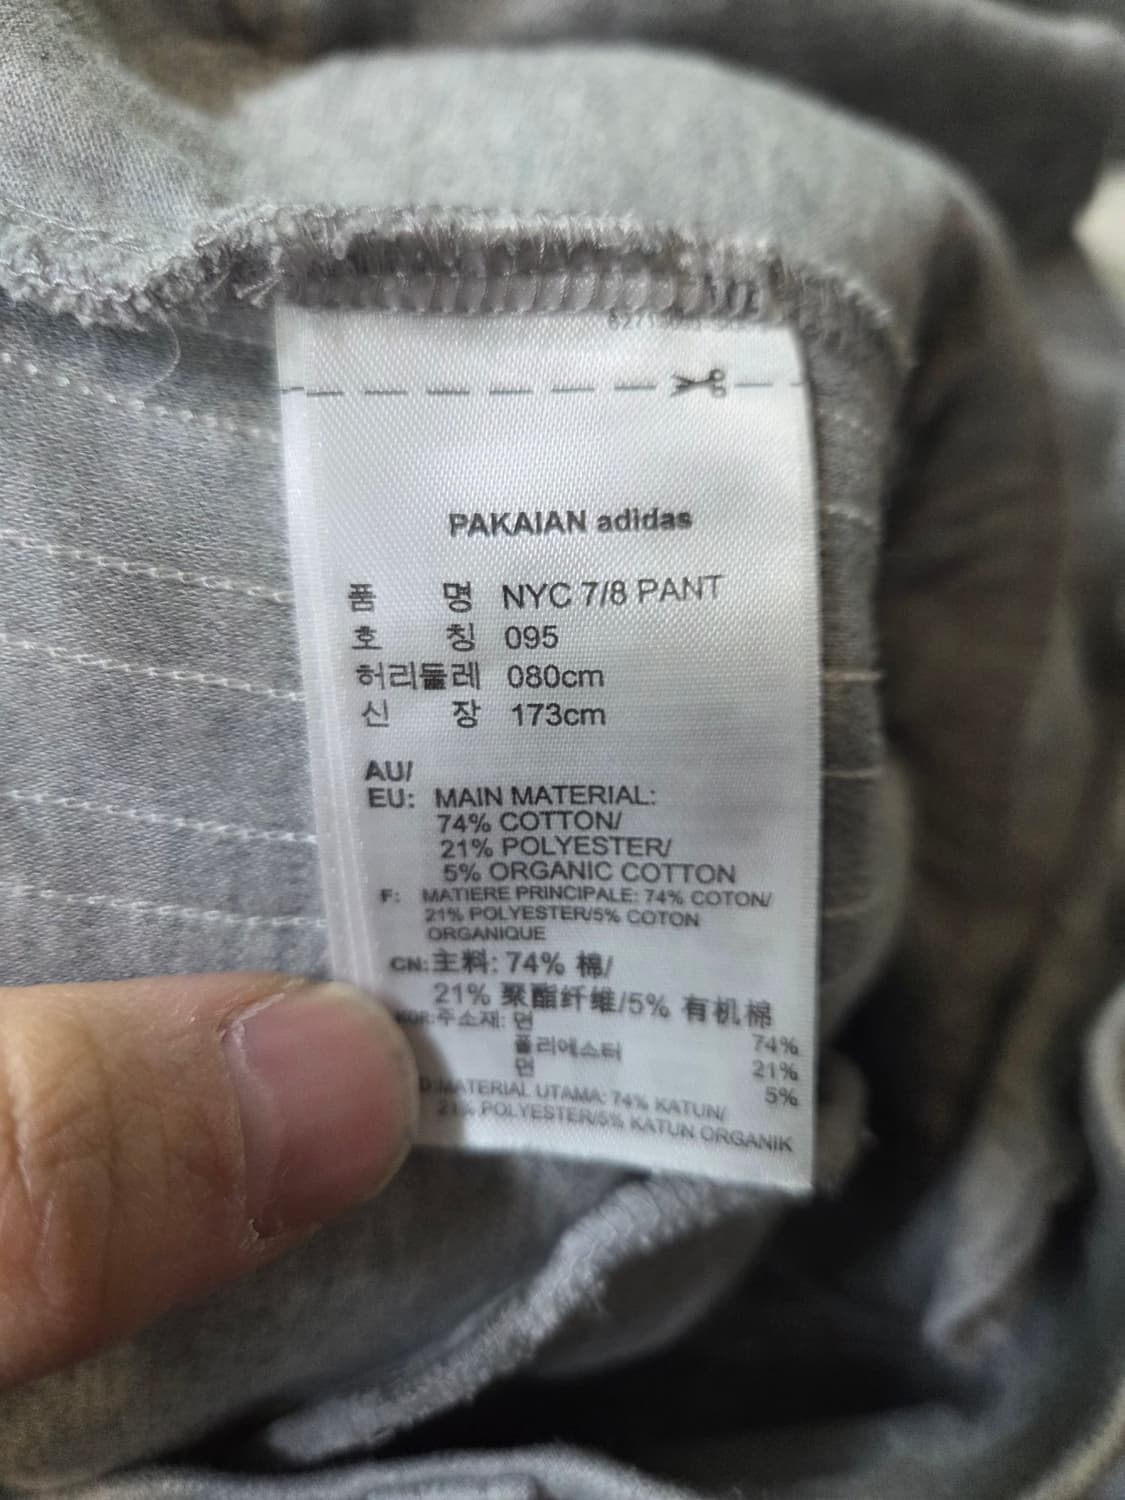 PAKAIAN adidas
품 명 NYC 7/8 PANT
호 칭 095
허리둘레 080cm
신 장 173cm
AU/
EU: MAIN MATERIAL:
74% COTTON/
21% POLYESTER/
5% ORGANIC COTTON
F: MATIERE PRINCIPALE: 74% COTON/
21% POLYESTER/5% COTON
ORGANIQUE
CN:主料: 74% 棉/
21% 聚酯纤维/5% 有机棉
KOR:주소재: 면 74%
폴리에스터 21%
면 5%
MATERIAL UTAMA: 74% KATUN/
21% POLYESTER/5% KATUN ORGANIK